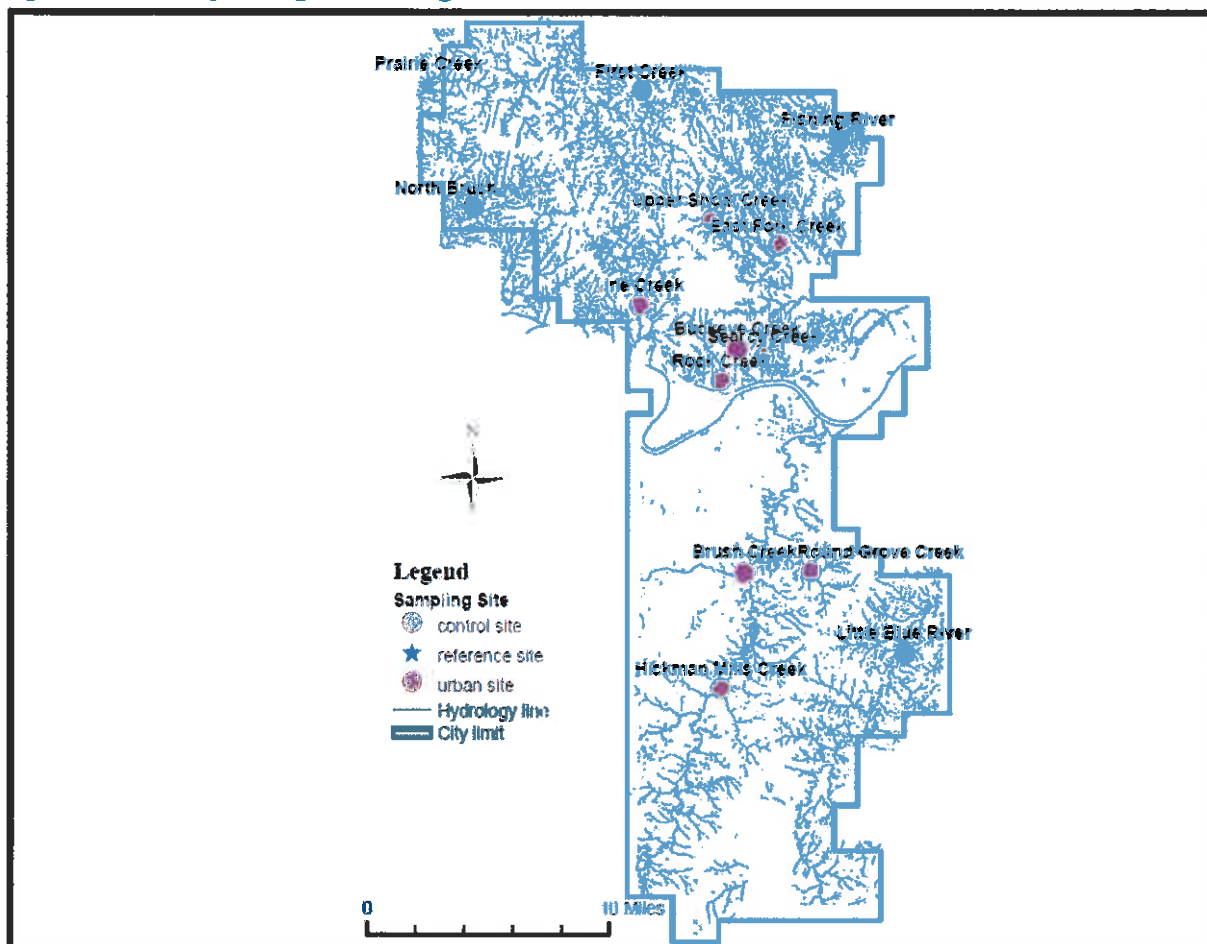 Prairie Creek
First Creek
Fishing River
North Brush
Upper Shoal Creek
East Fork Creek
ine Creek
Buckeye Creek
Searcy Creek
Rock Creek
N
Brush Creek
Round Grove Creek
Little Blue River
Hickman Mills Creek
Legend
Sampling Site
control site
reference site
urban site
Hydrology line
City limit
0 10 Miles